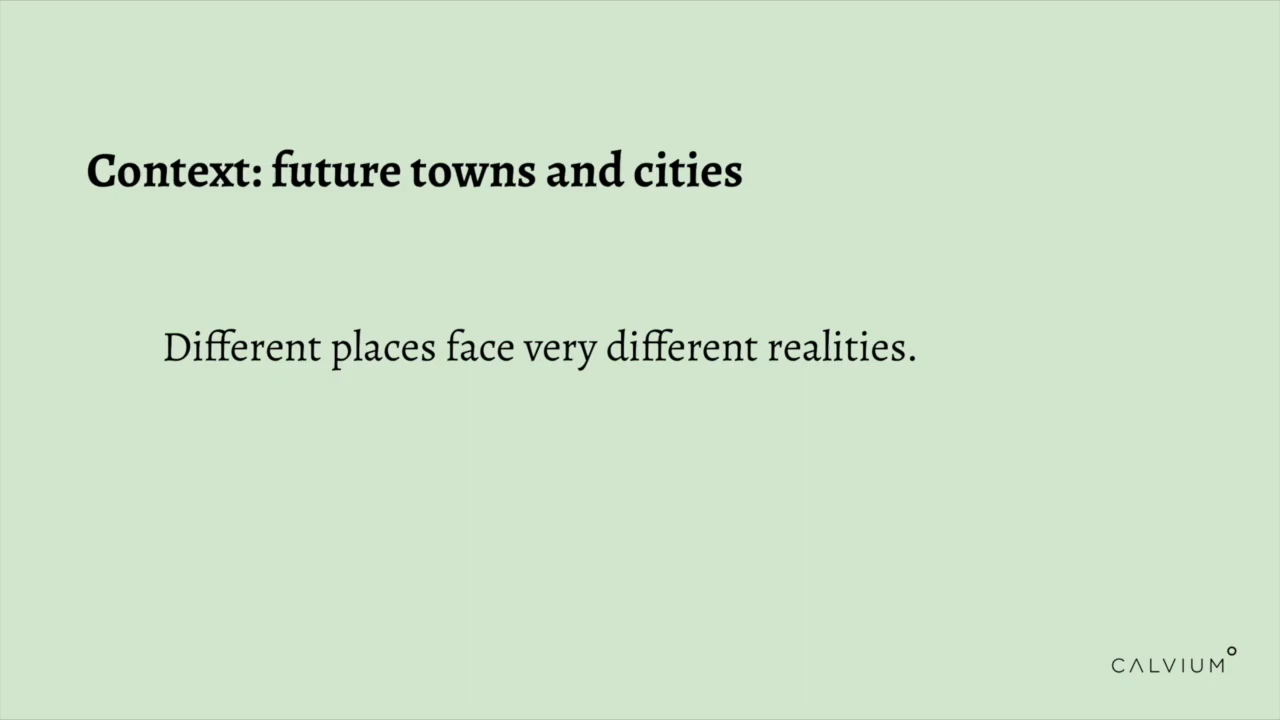 Context: future towns and cities
Different places face very different realities.
CALVIUM